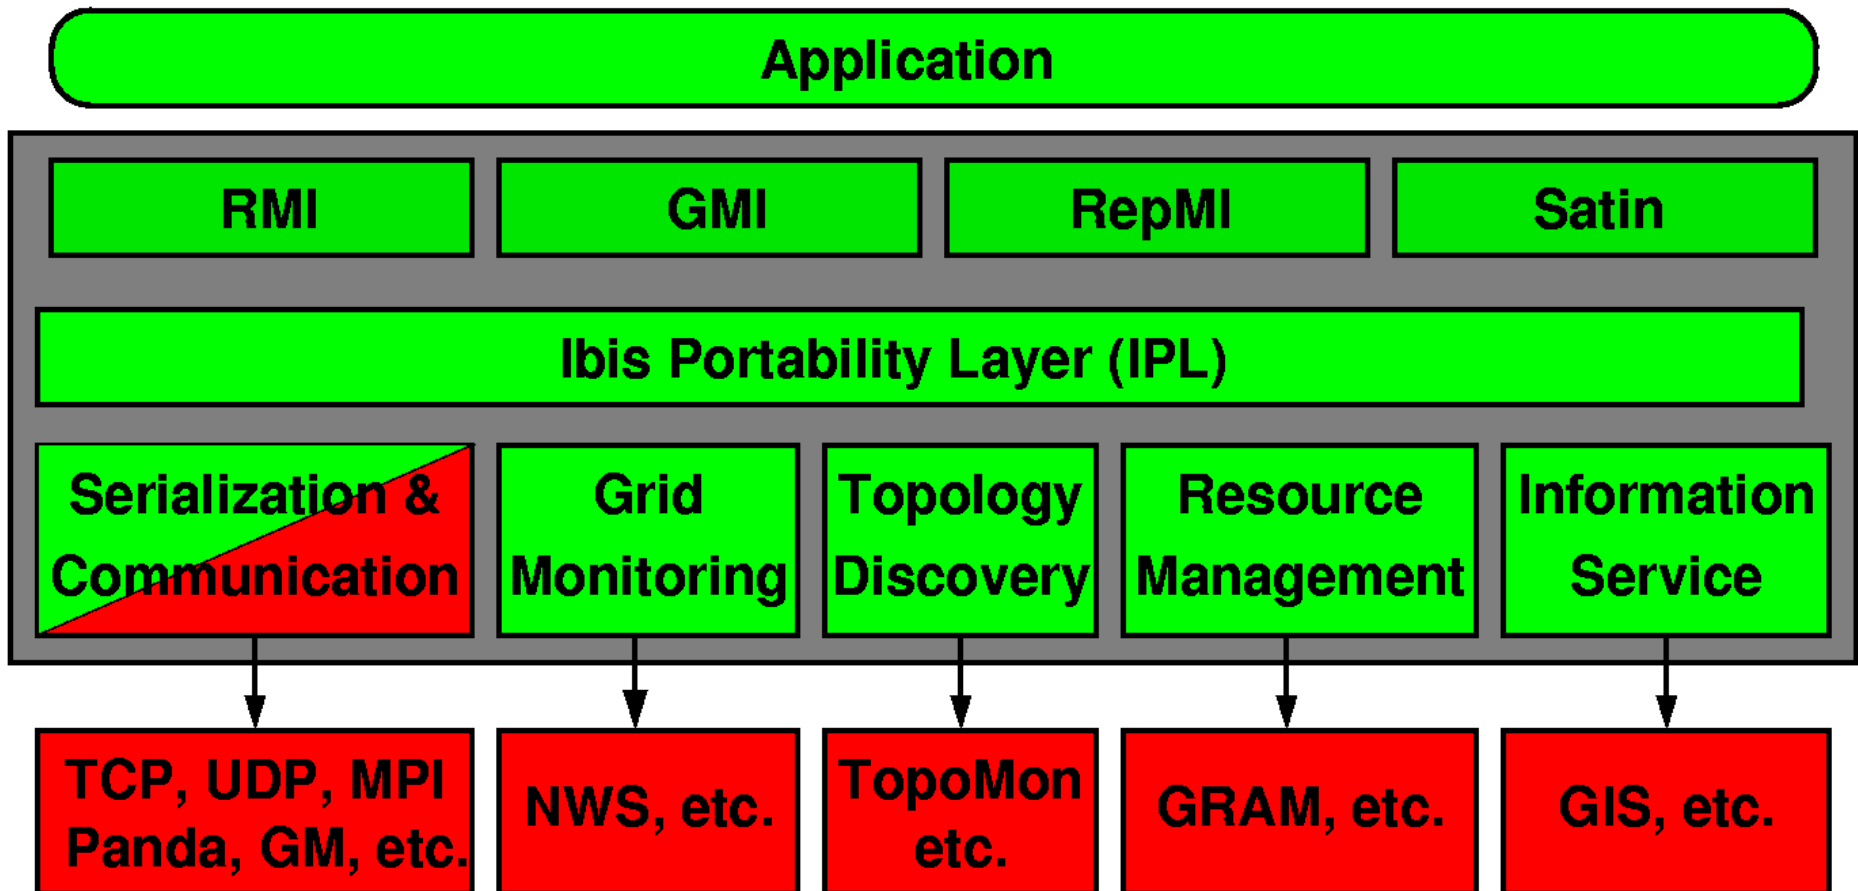 Application
RMI
GMI
RepMI
Satin
Ibis Portability Layer (IPL)
Serialization &
Communication
Grid
Monitoring
Topology
Discovery
Resource
Management
Information
Service
TCP, UDP, MPI
Panda, GM, etc.
NWS, etc.
TopoMon
etc.
GRAM, etc.
GIS, etc.